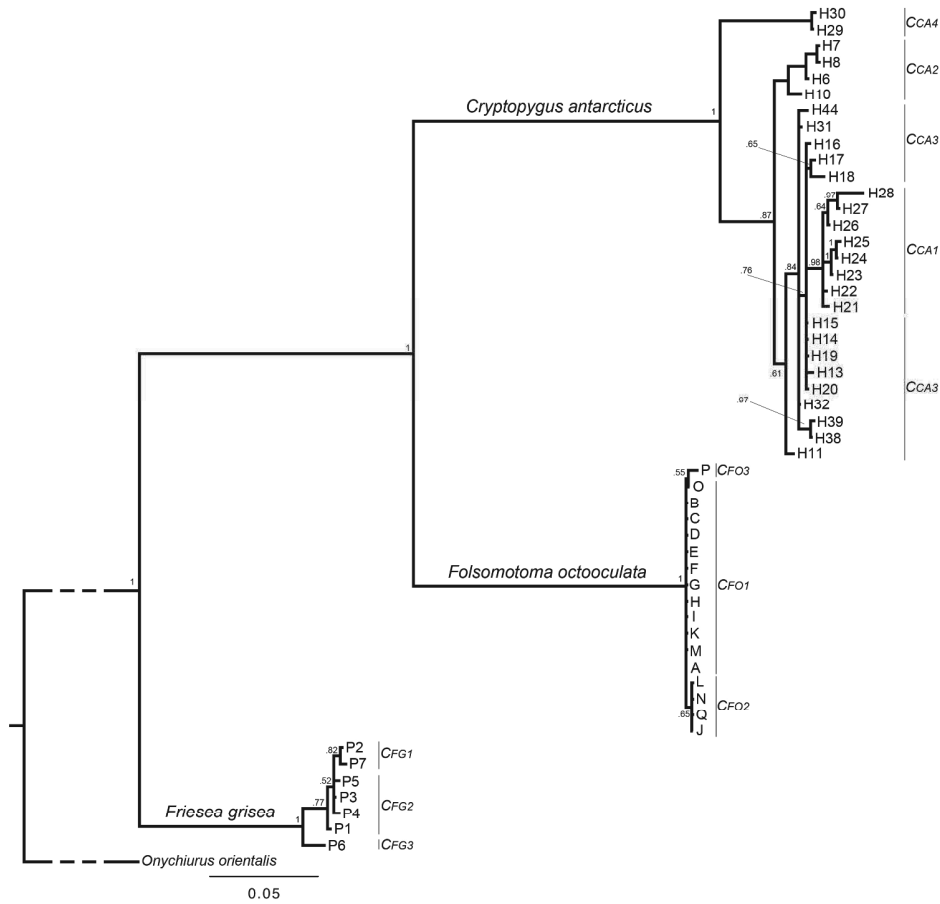 H30
H29
CCA4
H7
H8
H6
H10
CCA2
Cryptopygus antarcticus
1
H44
H31
H16
H17
H18
.65
CCA3
H28
.97
H27
.64
H26
.87
H25
1
H24
1
H23
.98
H22
H21
CCA1
.84
.76
H15
H14
H19
H13
H20
H32
.61
.97
H39
H38
H11
CCA3
1
P
.55
CFO3
O
B
C
D
E
F
G
H
I
K
M
A
CFO1
Folsomotoma octooculata
1
L
N
Q
J
.65
CFO2
1
P2
.82
P7
CFG1
P5
.52
P3
P4
.77
P1
CFG2
Friesea grisea
1
P6
CFG3
Onychiurus orientalis
0.05